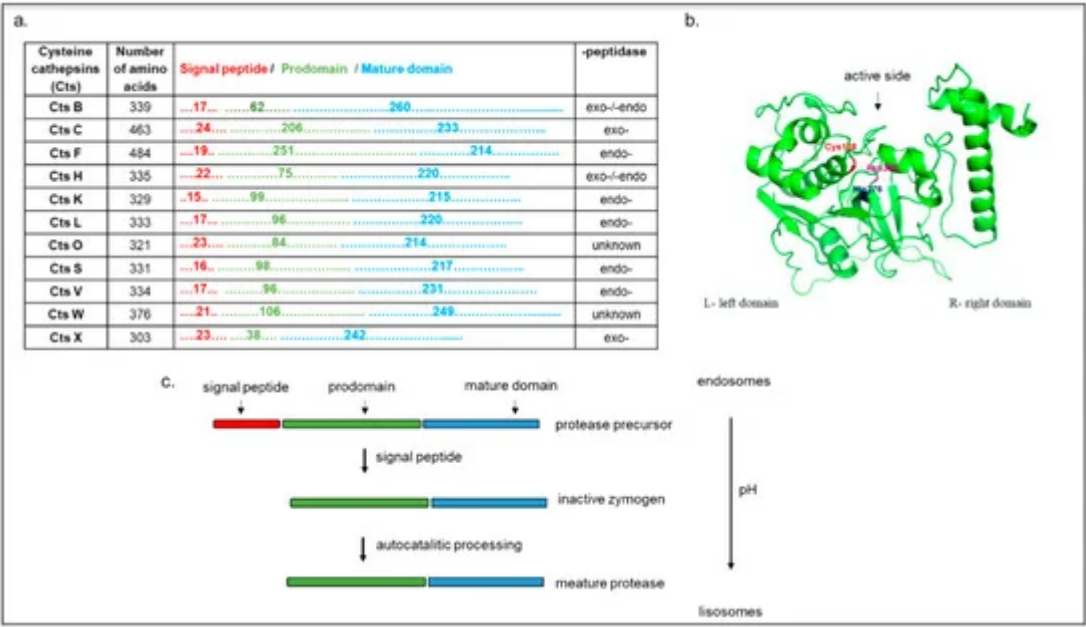 a.
Cysteine cathepsins (Cts) Number of amino acids Signal peptide / Prodomain / Mature domain -peptidase
Cts B 339 ....17... ......62....... ..........260.......... exo-/-endo
Cts C 463 ....24.... ..........206.......... ..........233.......... exo-
Cts F 484 ....19.. ..........251.......... ..........214.......... endo-
Cts H 335 ....22.... ..........75.......... ..........220.......... exo-/-endo
Cts K 329 ..15.. ..........99.......... ..........215.......... endo-
Cts L 333 ....17... ..........96.......... ..........220.......... endo-
Cts O 321 ....23.... ..........84.......... ..........214.......... unknown
Cts S 331 ....16.. ..........98.......... ..........217.......... endo-
Cts V 334 ....17... ..........96.......... ..........231.......... endo-
Cts W 376 ....21.. ..........106.......... ..........249.......... unknown
Cts X 303 ....23.... ....38.... ..........242.......... exo-
b.
active side
L- left domain R- right domain
c.
signal peptide prodomain mature domain
protease precursor
signal peptide
inactive zymogen
autocatalitic processing
meature protease
endosomes
pH
lisosomes